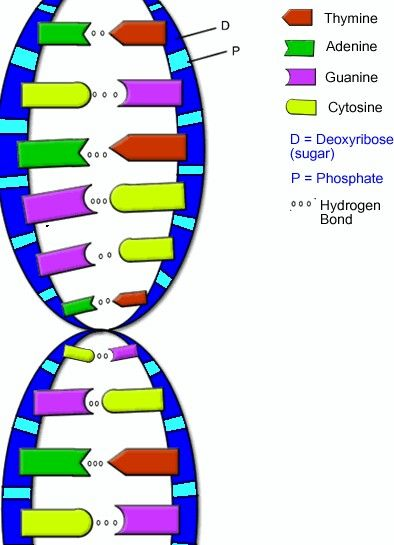 D
P
Thymine
Adenine
Guanine
Cytosine
D = Deoxyribose
(sugar)
P = Phosphate
Hydrogen
Bond